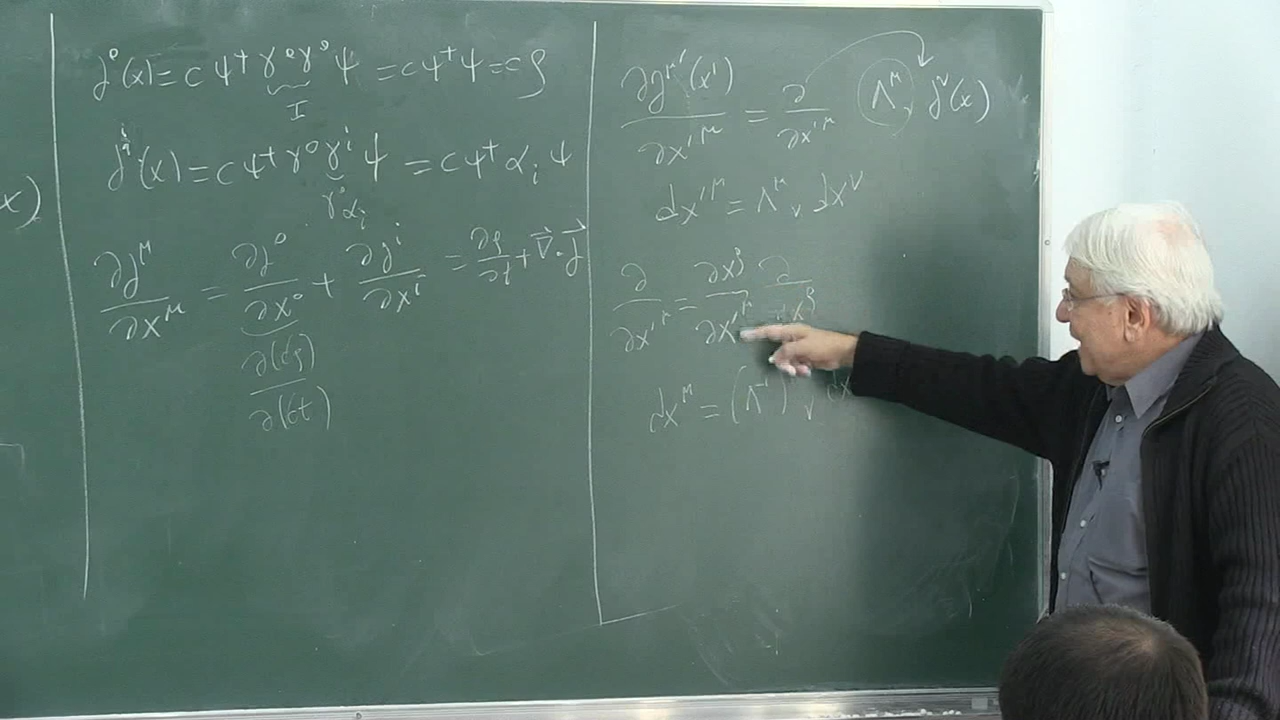 x)
j⁰(x) = cψ†γ⁰γ⁰ψ = cψ†ψ = cρ
I
jⁱ(x) = cψ†γ⁰γⁱψ = cψ†αᵢψ
γ⁰αᵢ
∂j^μ/∂x^μ = ∂j⁰/∂x⁰ + ∂jⁱ/∂xⁱ = ∂ρ/∂t + ∇⃗·j⃗
∂(cρ)/∂(ct)
∂j^μ'(x')/∂x'^μ = ∂/∂x'^μ Λ^μ_ν j^ν(x)
dx'^μ = Λ^μ_ν dx^ν
∂/∂x'^μ = ∂x^ρ/∂x'^μ ∂/∂x^ρ
dx^μ = (Λ⁻¹)^μ_ν dx